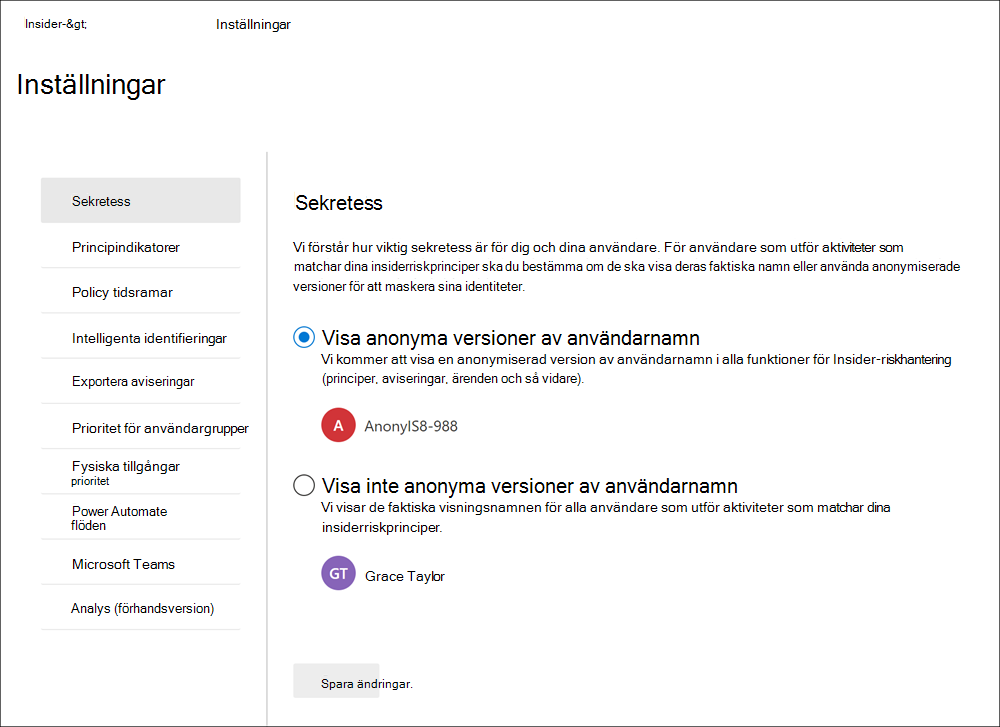 Insider-&gt;
Inställningar
Inställningar
Sekretess
Principindikatorer
Policy tidsramar
Intelligenta identifieringar
Exportera aviseringar
Prioritet för användargrupper
Fysiska tillgångar
prioritet
Power Automate
flöden
Microsoft Teams
Analys (förhandsversion)
Sekretess
Vi förstår hur viktig sekretess är för dig och dina användare. För användare som utför aktiviteter som
matchar dina insiderriskprinciper ska du bestämma om de ska visa deras faktiska namn eller använda anonymiserade
versioner för att maskera sina identiteter.
Visa anonyma versioner av användarnamn
Vi kommer att visa en anonymiserad version av användarnamn i alla funktioner för Insider-riskhantering
(principer, aviseringar, ärenden och så vidare).
A AnonyIS8-988
Visa inte anonyma versioner av användarnamn
Vi visar de faktiska visningsnamnen för alla användare som utför aktiviteter som matchar dina
insiderriskprinciper.
GT Grace Taylor
Spara ändringar.